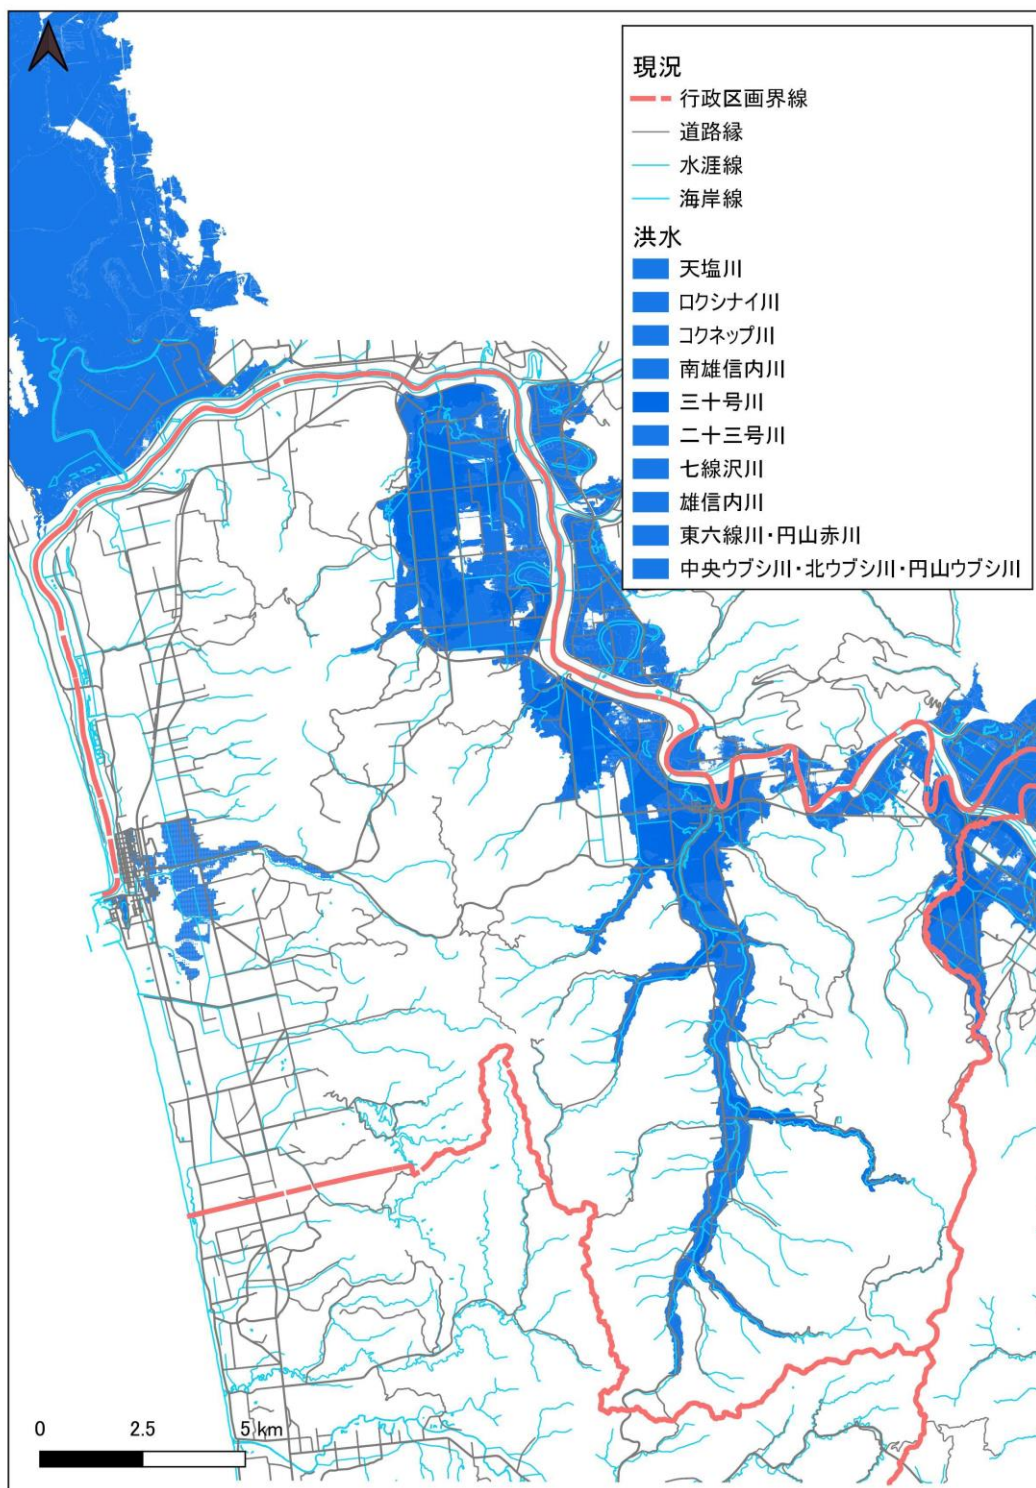 現況
行政区画界線
道路縁
水涯線
海岸線
洪水
天塩川
ロクシナイ川
コクネップ川
南雄信内川
三十号川
二十三号川
七線沢川
雄信内川
東六線川・円山赤川
中央ウブシ川・北ウブシ川・円山ウブシ川
0 2.5 5 km